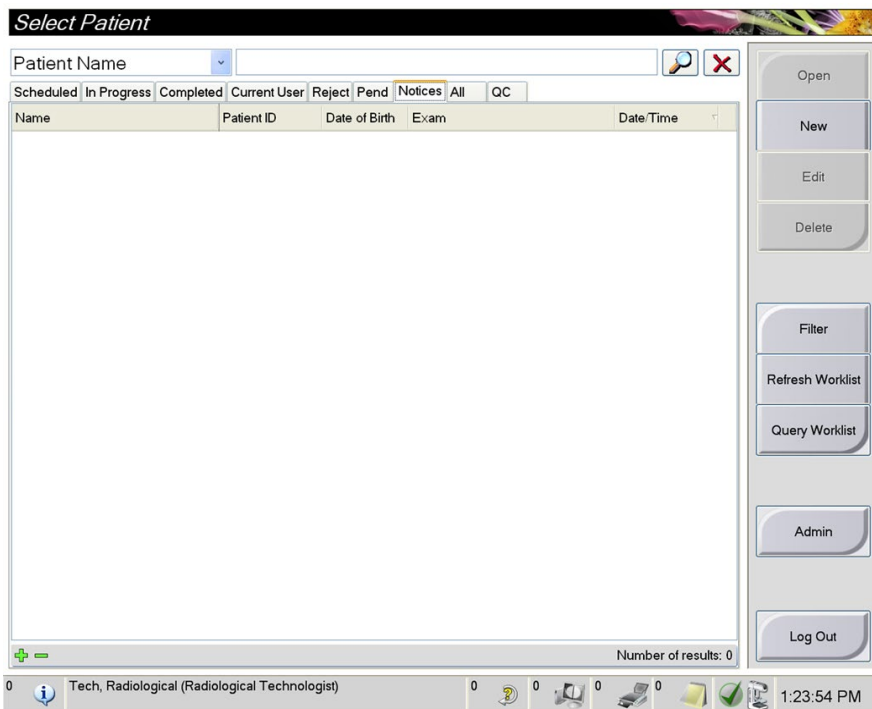 Select Patient
Patient Name
Scheduled In Progress Completed Current User Reject Pend Notices All QC
Name Patient ID Date of Birth Exam Date/Time
Open
New
Edit
Delete
Filter
Refresh Worklist
Query Worklist
Admin
Log Out
Number of results: 0
0 Tech, Radiological (Radiological Technologist) 0 0 0 0 1:23:54 PM